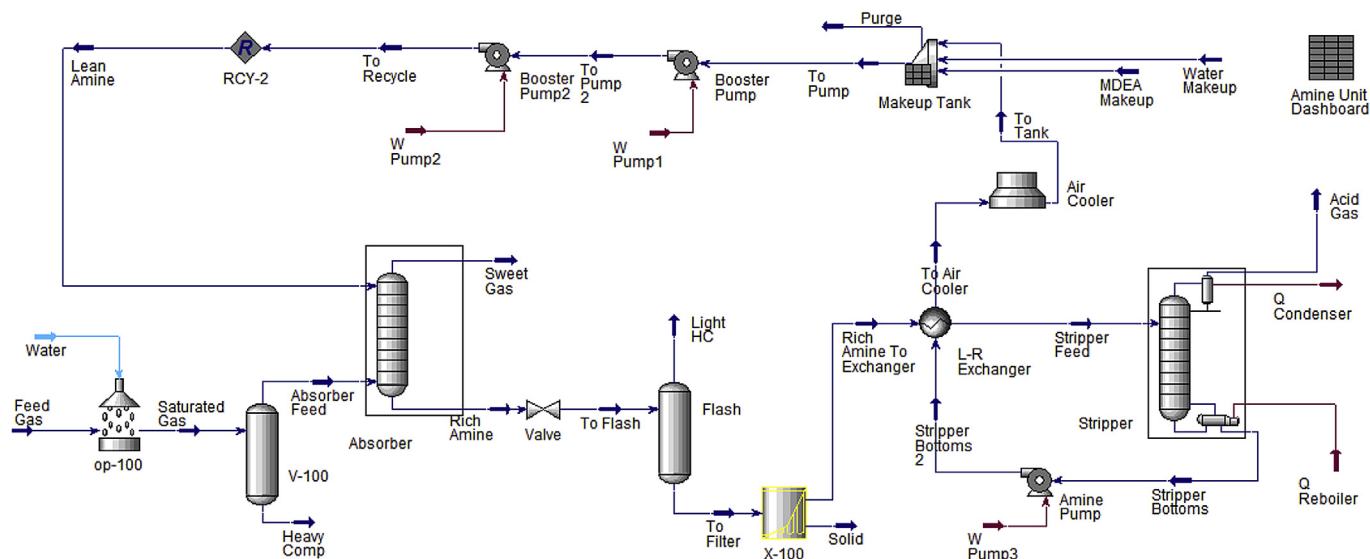 Purge
Lean
Amine
R
RCY-2
To
Recycle
Booster
Pump2
To
Pump
2
Booster
Pump
To
Pump
Makeup Tank
MDEA
Makeup
Water
Makeup
Amine Unit
Dashboard
W
Pump2
W
Pump1
To
Tank
Air
Cooler
Acid
Gas
Sweet
Gas
To Air
Cooler
Q
Condenser
Water
Light
HC
Rich
Amine To
Exchanger
L-R
Exchanger
Stripper
Feed
Feed
Gas
Saturated
Gas
Absorber
Feed
Absorber
Rich
Amine
Valve
To Flash
Flash
Stripper
op-100
V-100
Stripper
Bottoms
2
Amine
Pump
Stripper
Bottoms
Q
Reboiler
Heavy
Comp
To
Filter
X-100
Solid
W
Pump3